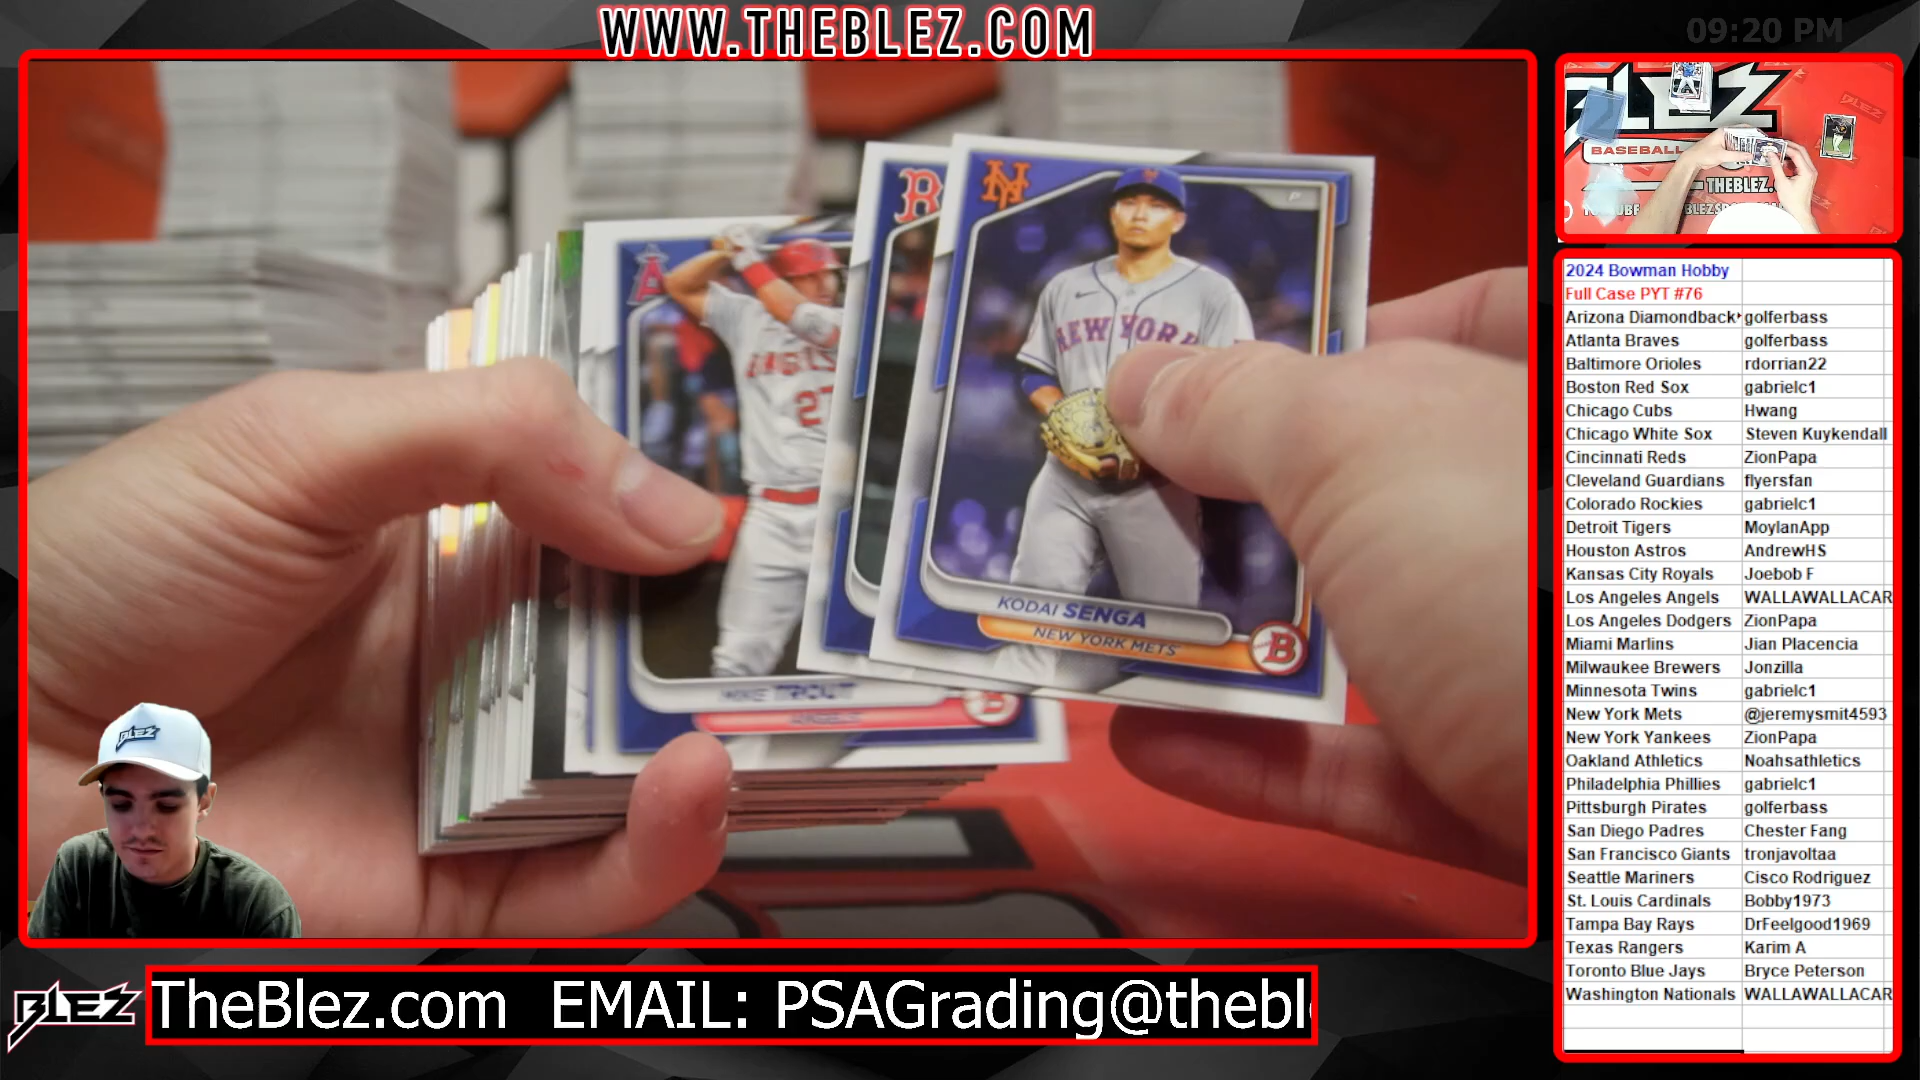 WWW.THEBLEZ.COM
09:20 PM
BLEZ
BASEBALL
THEBLEZ.
NEW YORK
KODAI SENGA
NEW YORK METS
B
MIKE TROUT
ANGELS
B
A
ANGELS
27
B
2024 Bowman Hobby
Full Case PYT #76
Arizona Diamondback golferbass
Atlanta Braves golferbass
Baltimore Orioles rdorrian22
Boston Red Sox gabrielc1
Chicago Cubs Hwang
Chicago White Sox Steven Kuykendall
Cincinnati Reds ZionPapa
Cleveland Guardians flyersfan
Colorado Rockies gabrielc1
Detroit Tigers MoylanApp
Houston Astros AndrewHS
Kansas City Royals Joebob F
Los Angeles Angels WALLAWALLACAR
Los Angeles Dodgers ZionPapa
Miami Marlins Jian Placencia
Milwaukee Brewers Jonzilla
Minnesota Twins gabrielc1
New York Mets @jeremysmit4593
New York Yankees ZionPapa
Oakland Athletics Noahsathletics
Philadelphia Phillies gabrielc1
Pittsburgh Pirates golferbass
San Diego Padres Chester Fang
San Francisco Giants tronjavoltaa
Seattle Mariners Cisco Rodriguez
St. Louis Cardinals Bobby1973
Tampa Bay Rays DrFeelgood1969
Texas Rangers Karim A
Toronto Blue Jays Bryce Peterson
Washington Nationals WALLAWALLACAR
BLEZ
BLEZ
TheBlez.com EMAIL: PSAGrading@thebl